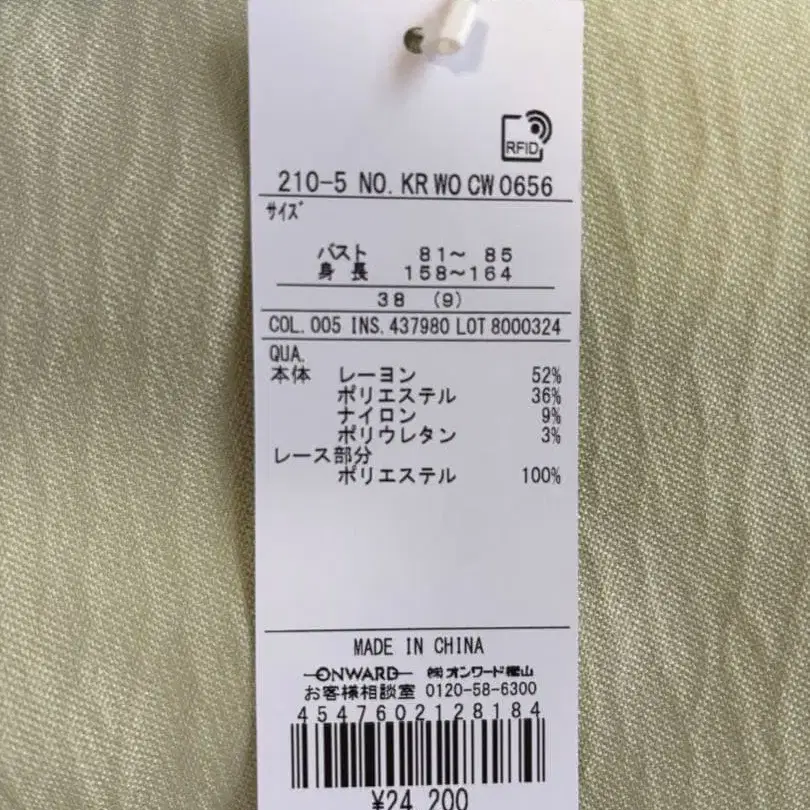 RFID
210-5 NO. KR WO CW 0656
サイズ
バスト 81～ 85
身 長 158～164
38 (9)
COL. 005 INS. 437980 LOT 8000324
QUA.
本体 レーヨン 52%
ポリエステル 36%
ナイロン 9%
ポリウレタン 3%
レース部分
ポリエステル 100%
MADE IN CHINA
ONWARD ㈱オンワード樫山
お客様相談室 0120-58-6300
4547602128184
¥24,200